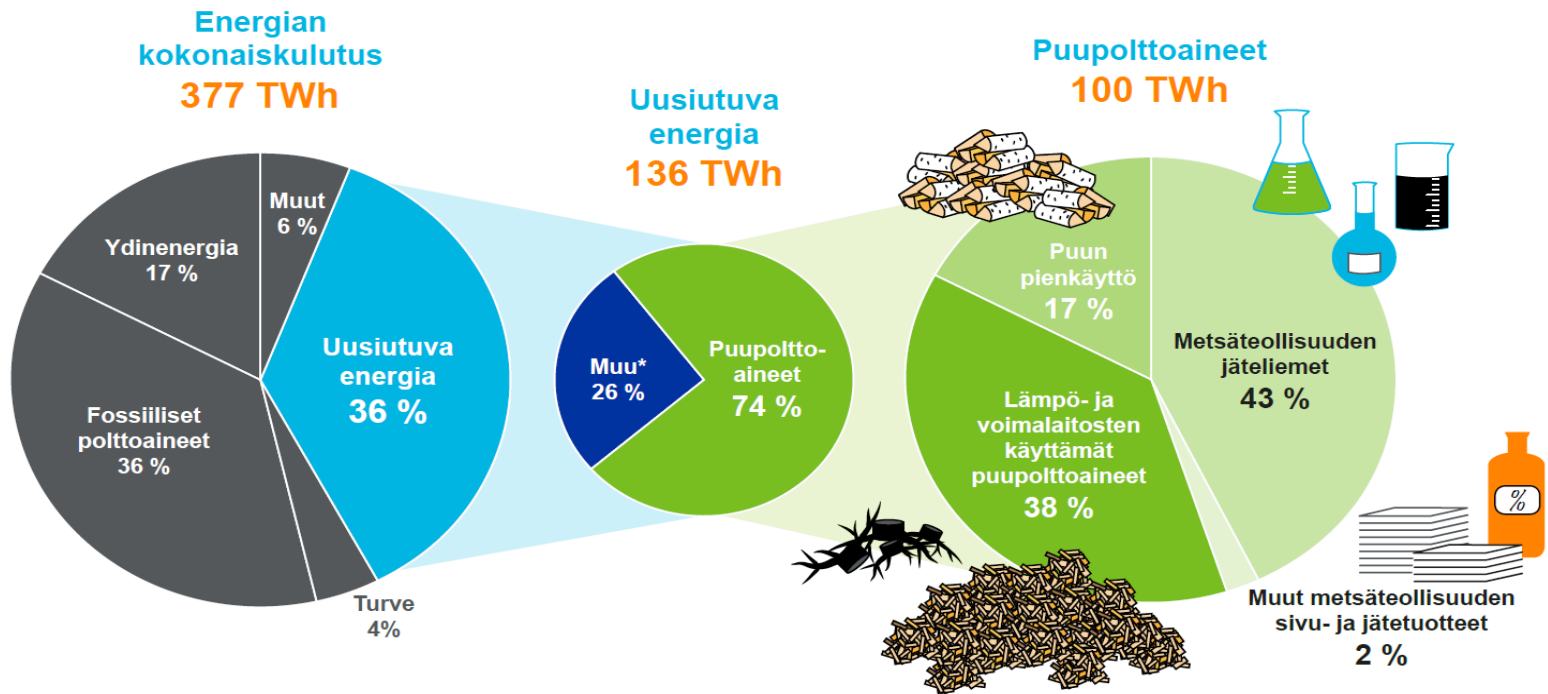 Energian
kokonaiskulutus
377 TWh
Muut
6 %
Ydinenergia
17 %
Uusiutuva
energia
36 %
Fossiiliset
polttoaineet
36 %
Turve
4%
Uusiutuva
energia
136 TWh
Muu*
26 %
Puupoltto-
aineet
74 %
Puupolttoaineet
100 TWh
Puun
pienkäyttö
17 %
Metsäteollisuuden
jäteliemet
43 %
Lämpö- ja
voimalaitosten
käyttämät
puupolttoaineet
38 %
%
Muut metsäteollisuuden
sivu- ja jätetuotteet
2 %